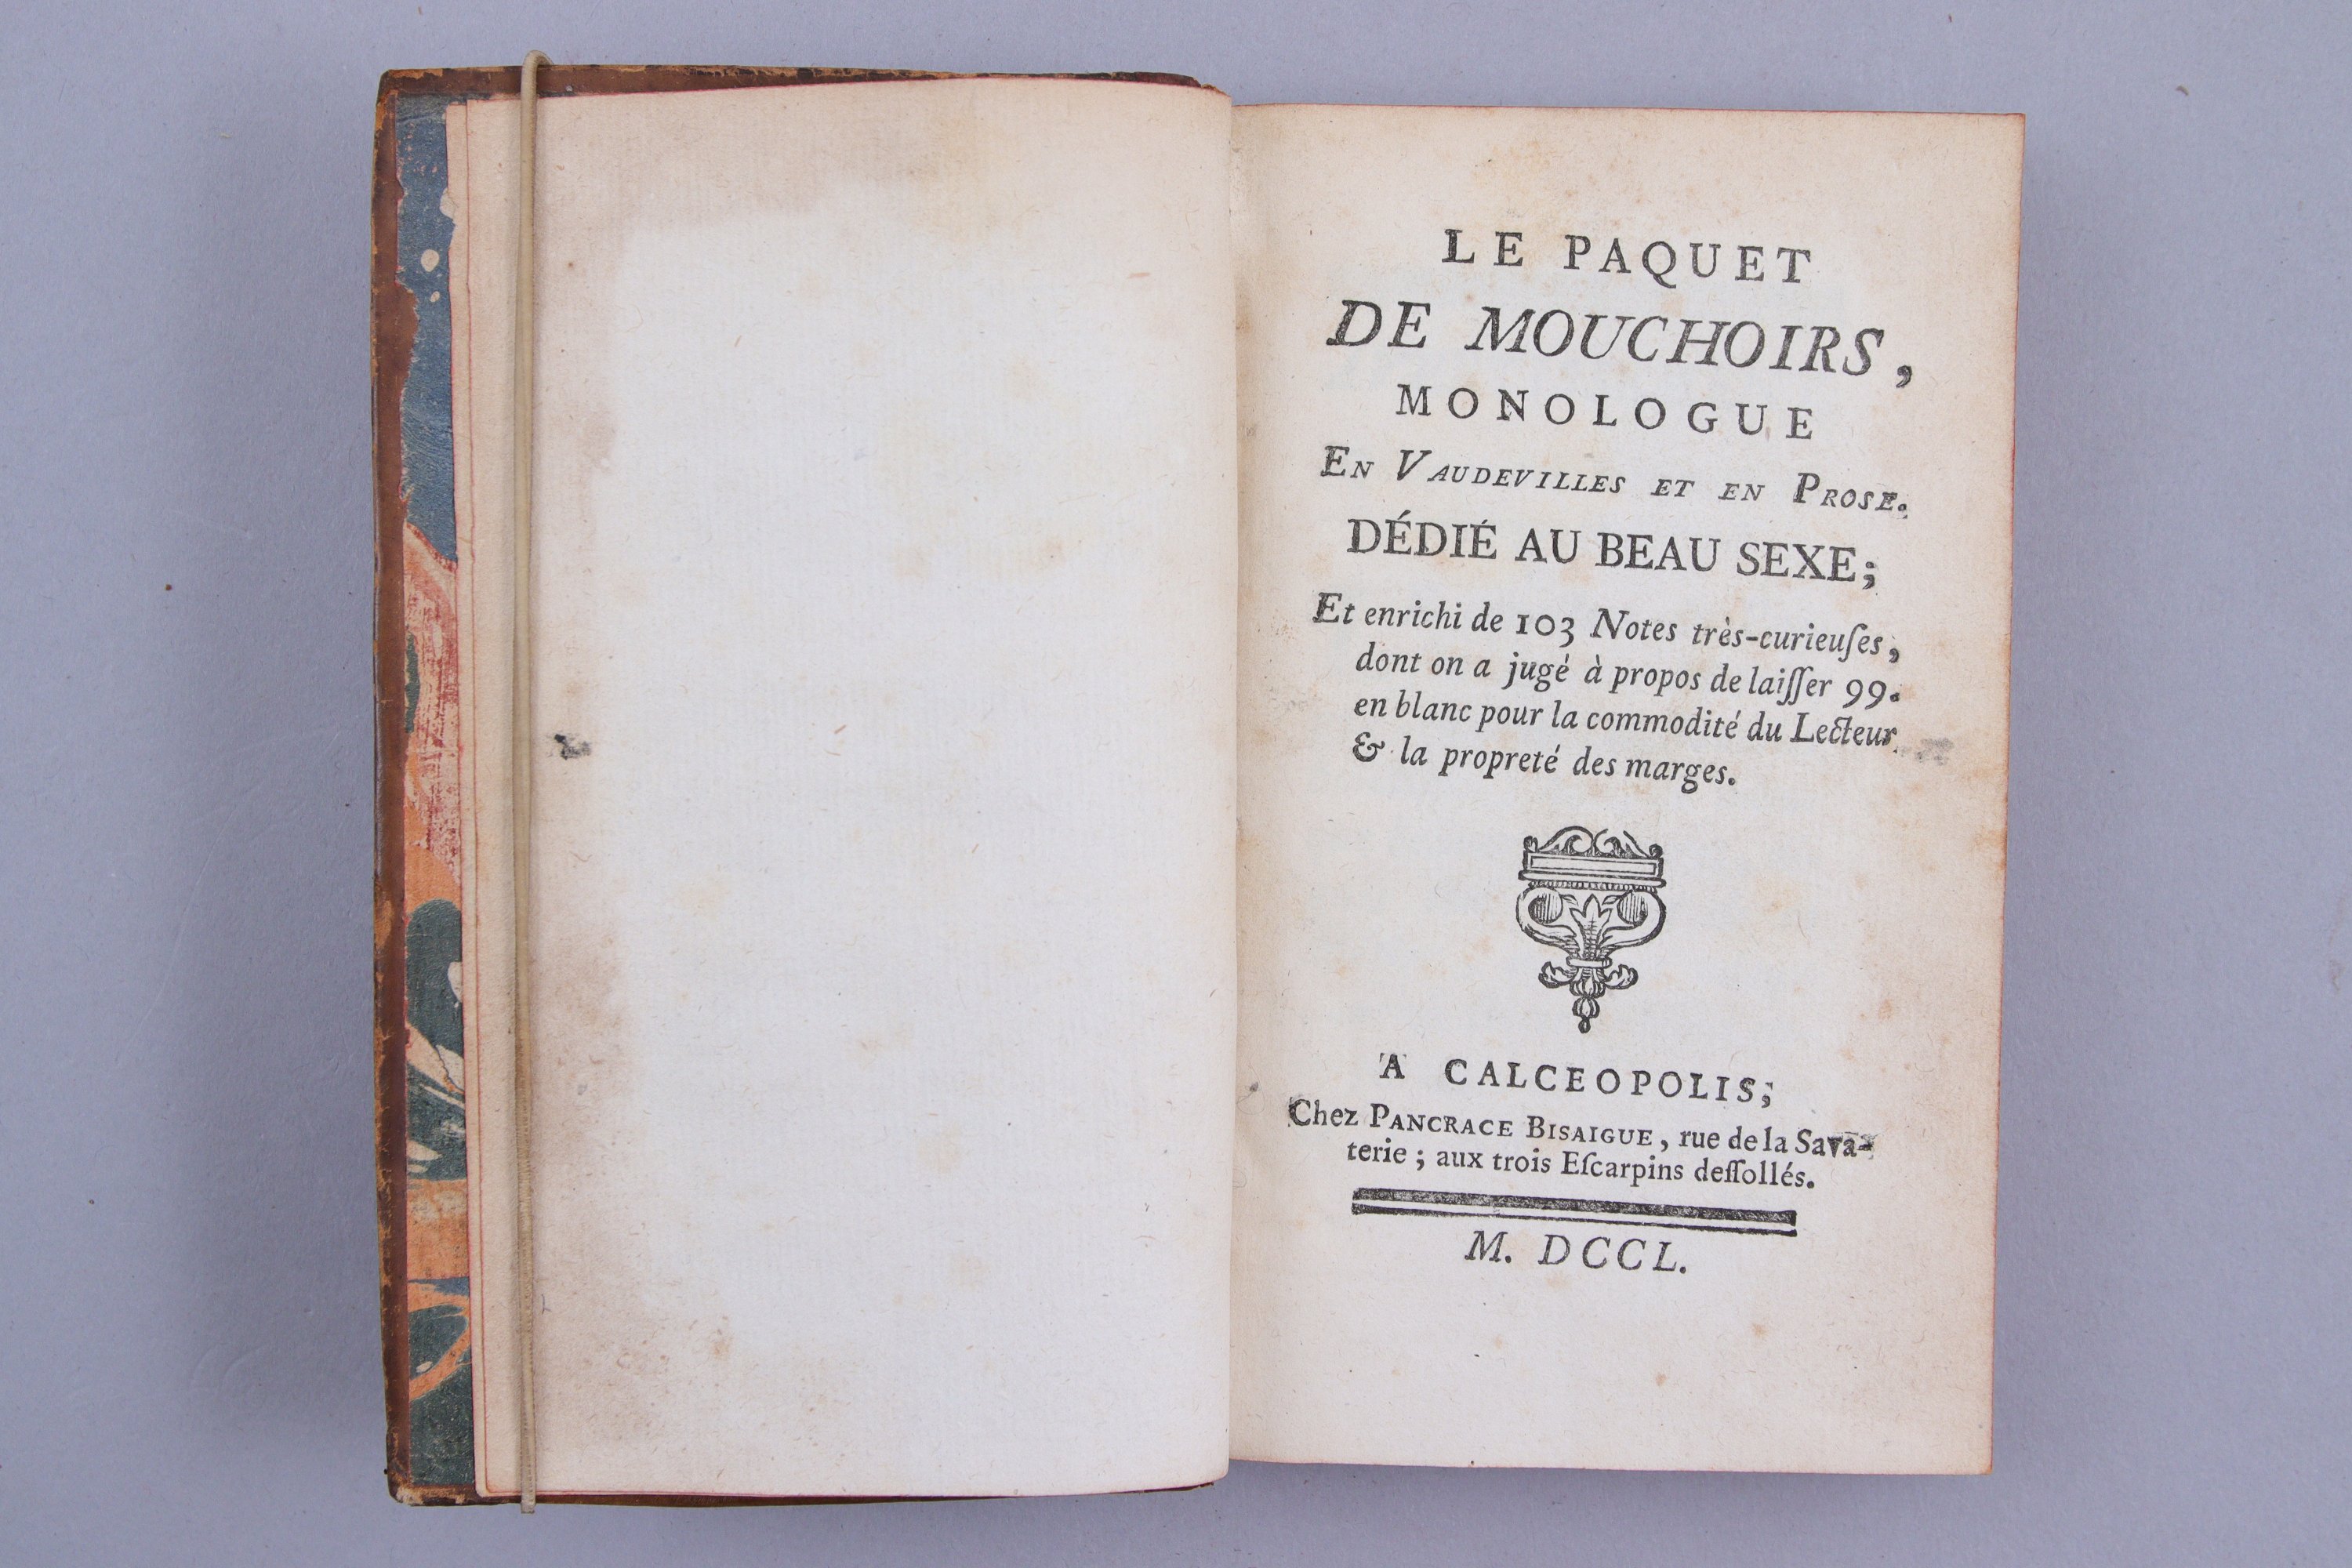 LE PAQUET
DE MOUCHOIRS,
MONOLOGUE
EN VAUDEVILLES ET EN PROSE.
DÉDIÉ AU BEAU SEXE;
Et enrichi de 103 Notes très-curieuſes,
dont on a jugé à propos de laiſſer 99.
en blanc pour la commodité du Lecteur
& la propreté des marges.
A CALCEOPOLIS;
Chez PANCRACE BISAIGUE, rue de la Sava-
terie; aux trois Eſcarpins deſſollés.
M. DCCL.